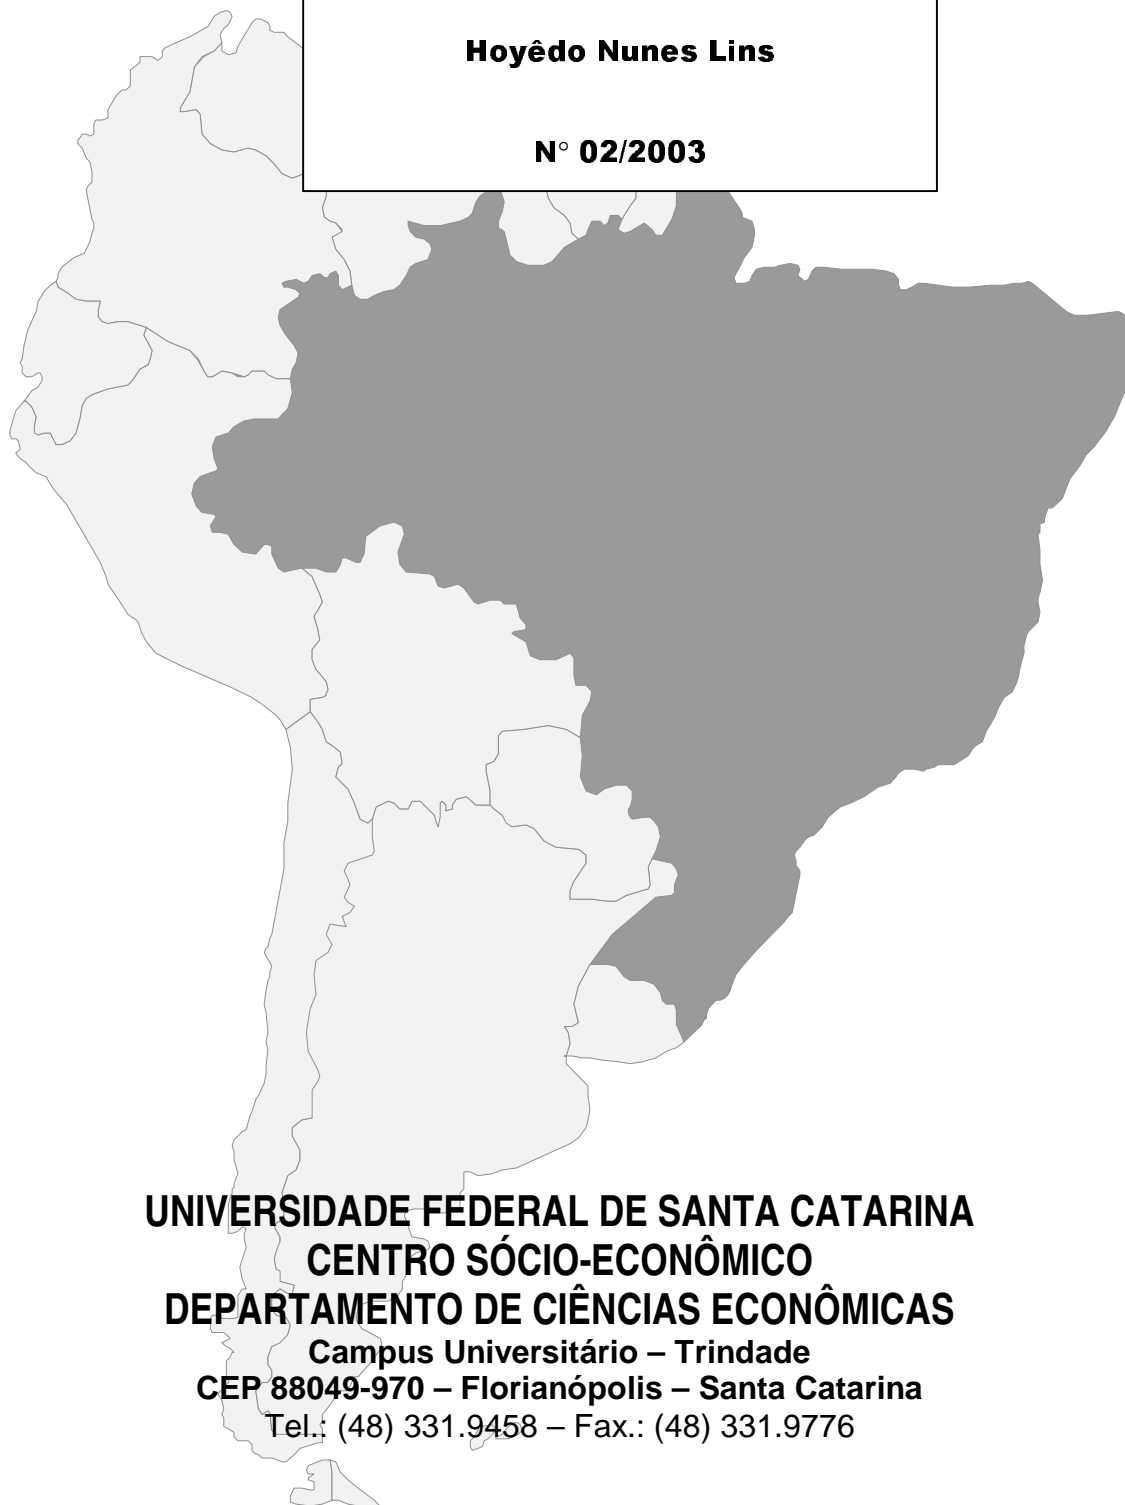 Hoyêdo Nunes Lins
N° 02/2003
UNIVERSIDADE FEDERAL DE SANTA CATARINA
CENTRO SÓCIO-ECONÔMICO
DEPARTAMENTO DE CIÊNCIAS ECONÔMICAS
Campus Universitário – Trindade
CEP 88049-970 – Florianópolis – Santa Catarina
Tel.: (48) 331.9458 – Fax.: (48) 331.9776